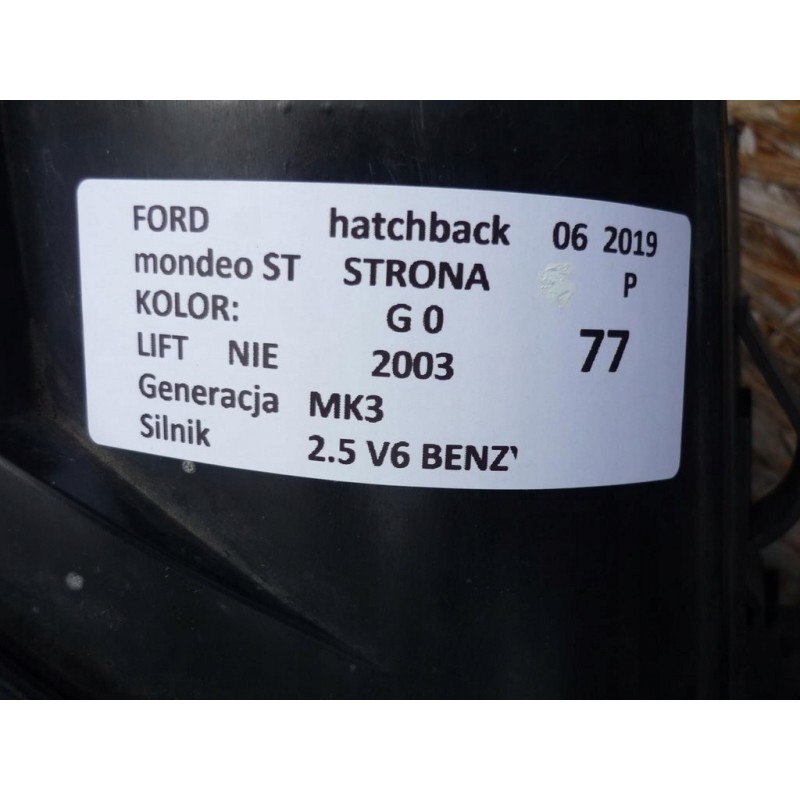 FORD hatchback 06 2019
mondeo ST STRONA P
KOLOR: G 0
LIFT NIE 2003 77
Generacja MK3
Silnik 2.5 V6 BENZ